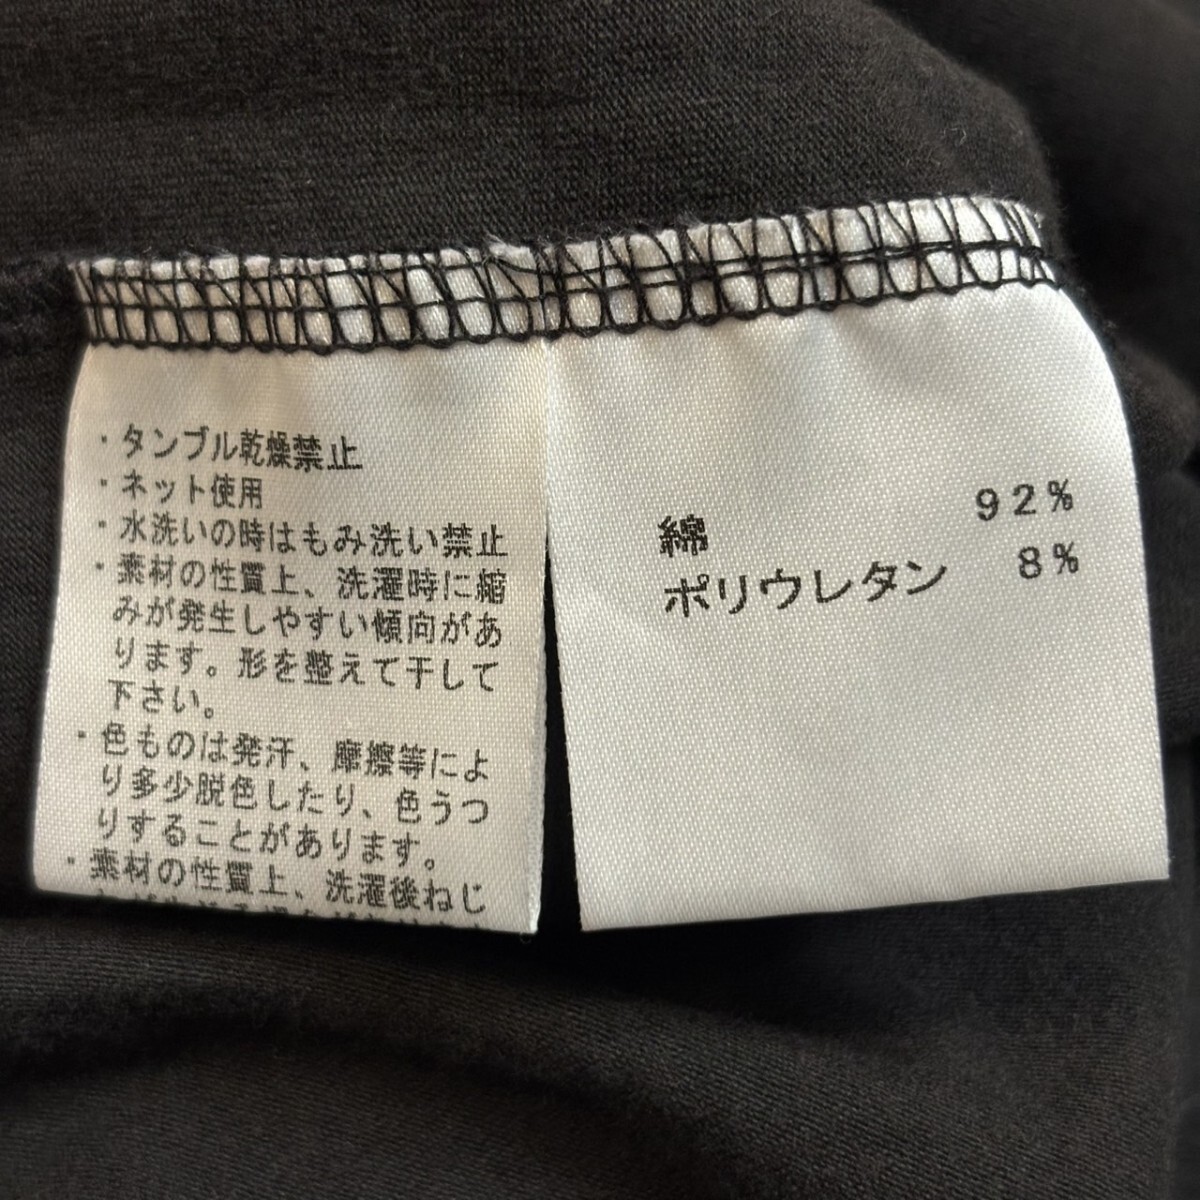 ・タンブル乾燥禁止
・ネット使用
・水洗いの時はもみ洗い禁止
・素材の性質上、洗濯時に縮
みが発生しやすい傾向があ
ります。形を整えて干して
下さい。
・色ものは発汗、摩擦等によ
り多少脱色したり、色うつ
りすることがあります。
・素材の性質上、洗濯後ねじ
綿 92%
ポリウレタン 8%